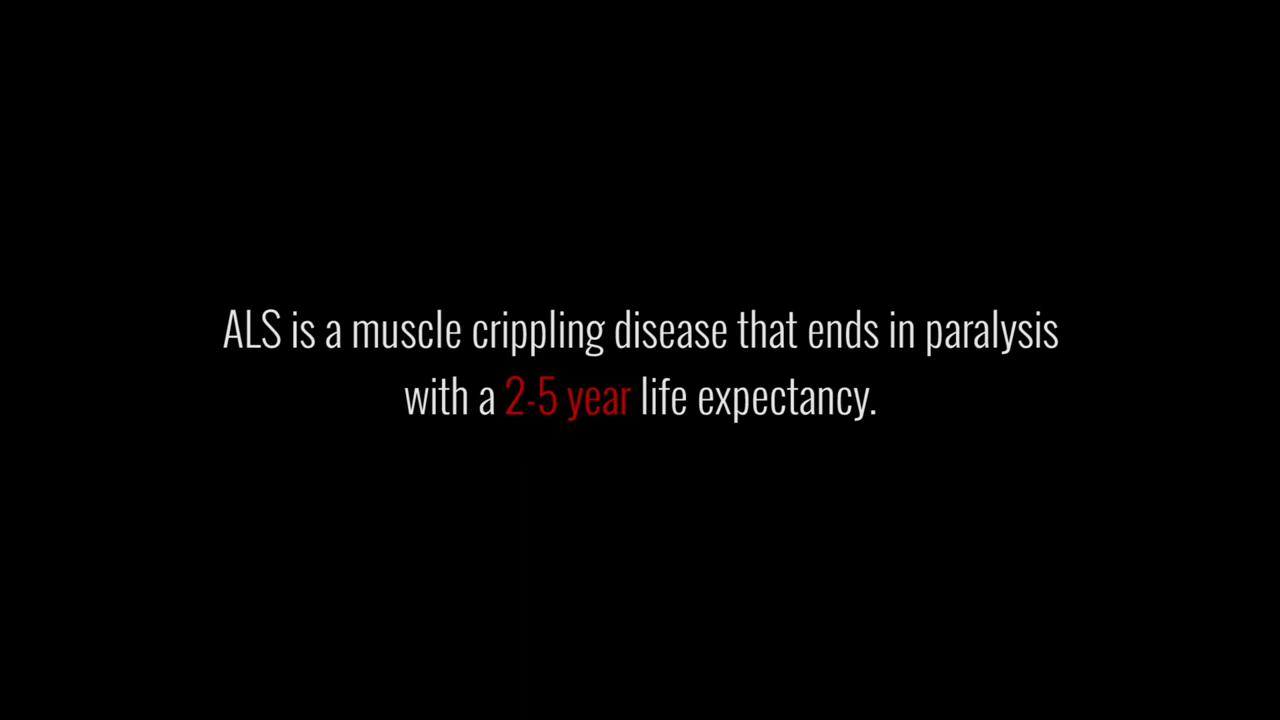 ALS is a muscle crippling disease that ends in paralysis
with a 2-5 year life expectancy.